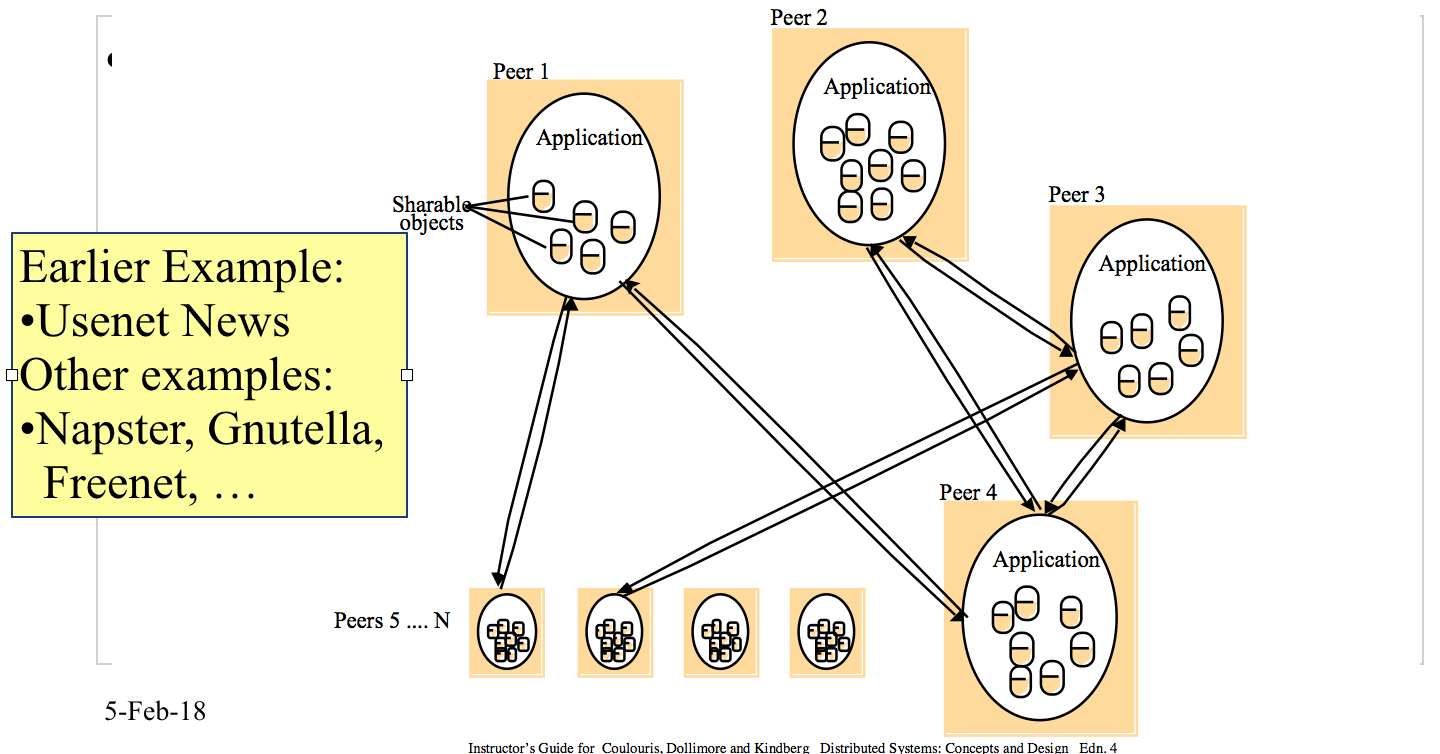 Peer 2
Peer 1
Application
Application
Sharable
objects
Peer 3
Application
Earlier Example:
•Usenet News
Other examples:
•Napster, Gnutella,
Freenet, …
Peer 4
Application
Peers 5 .... N
5-Feb-18
Instructor’s Guide for Coulouris, Dollimore and Kindberg Distributed Systems: Concepts and Design Edn. 4